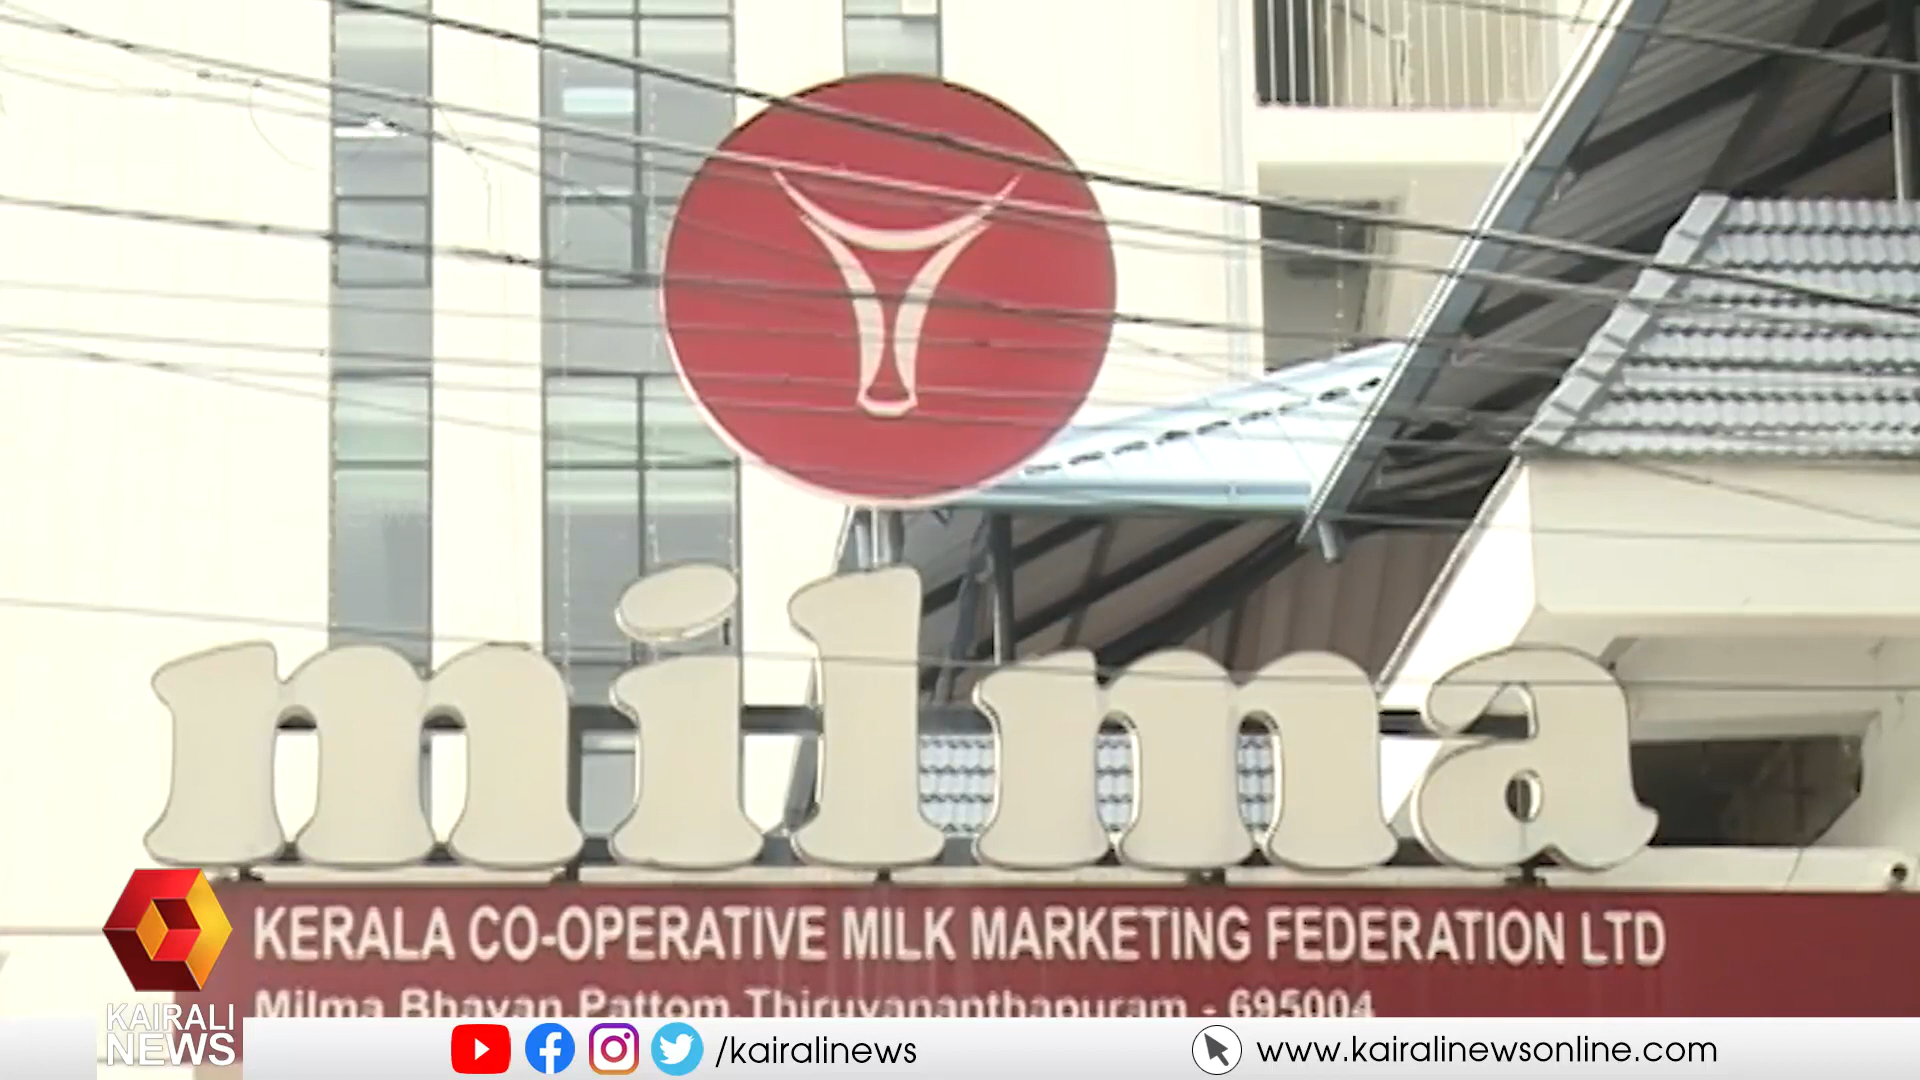 milma
KERALA CO-OPERATIVE MILK MARKETING FEDERATION LTD
Milma Bhavan,Pattom,Thiruvananthapuram - 695004
KAIRALI
NEWS
/kairalinews
www.kairalinewsonline.com